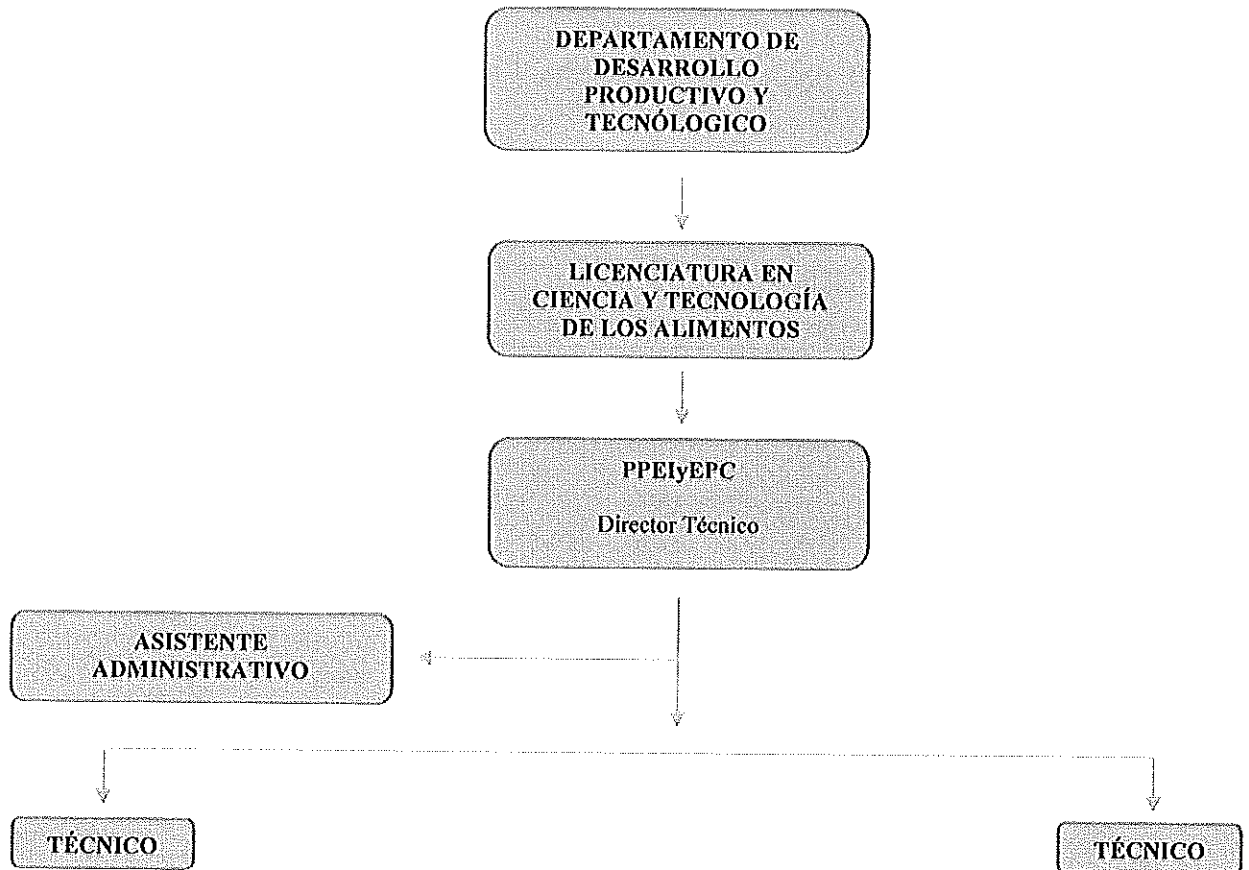 DEPARTAMENTO DE
DESARROLLO
PRODUCTIVO Y
TECNÓLOGICO
LICENCIATURA EN
CIENCIA Y TECNOLOGÍA
DE LOS ALIMENTOS
PPEIyEPC
Director Técnico
ASISTENTE
ADMINISTRATIVO
TÉCNICO
TÉCNICO